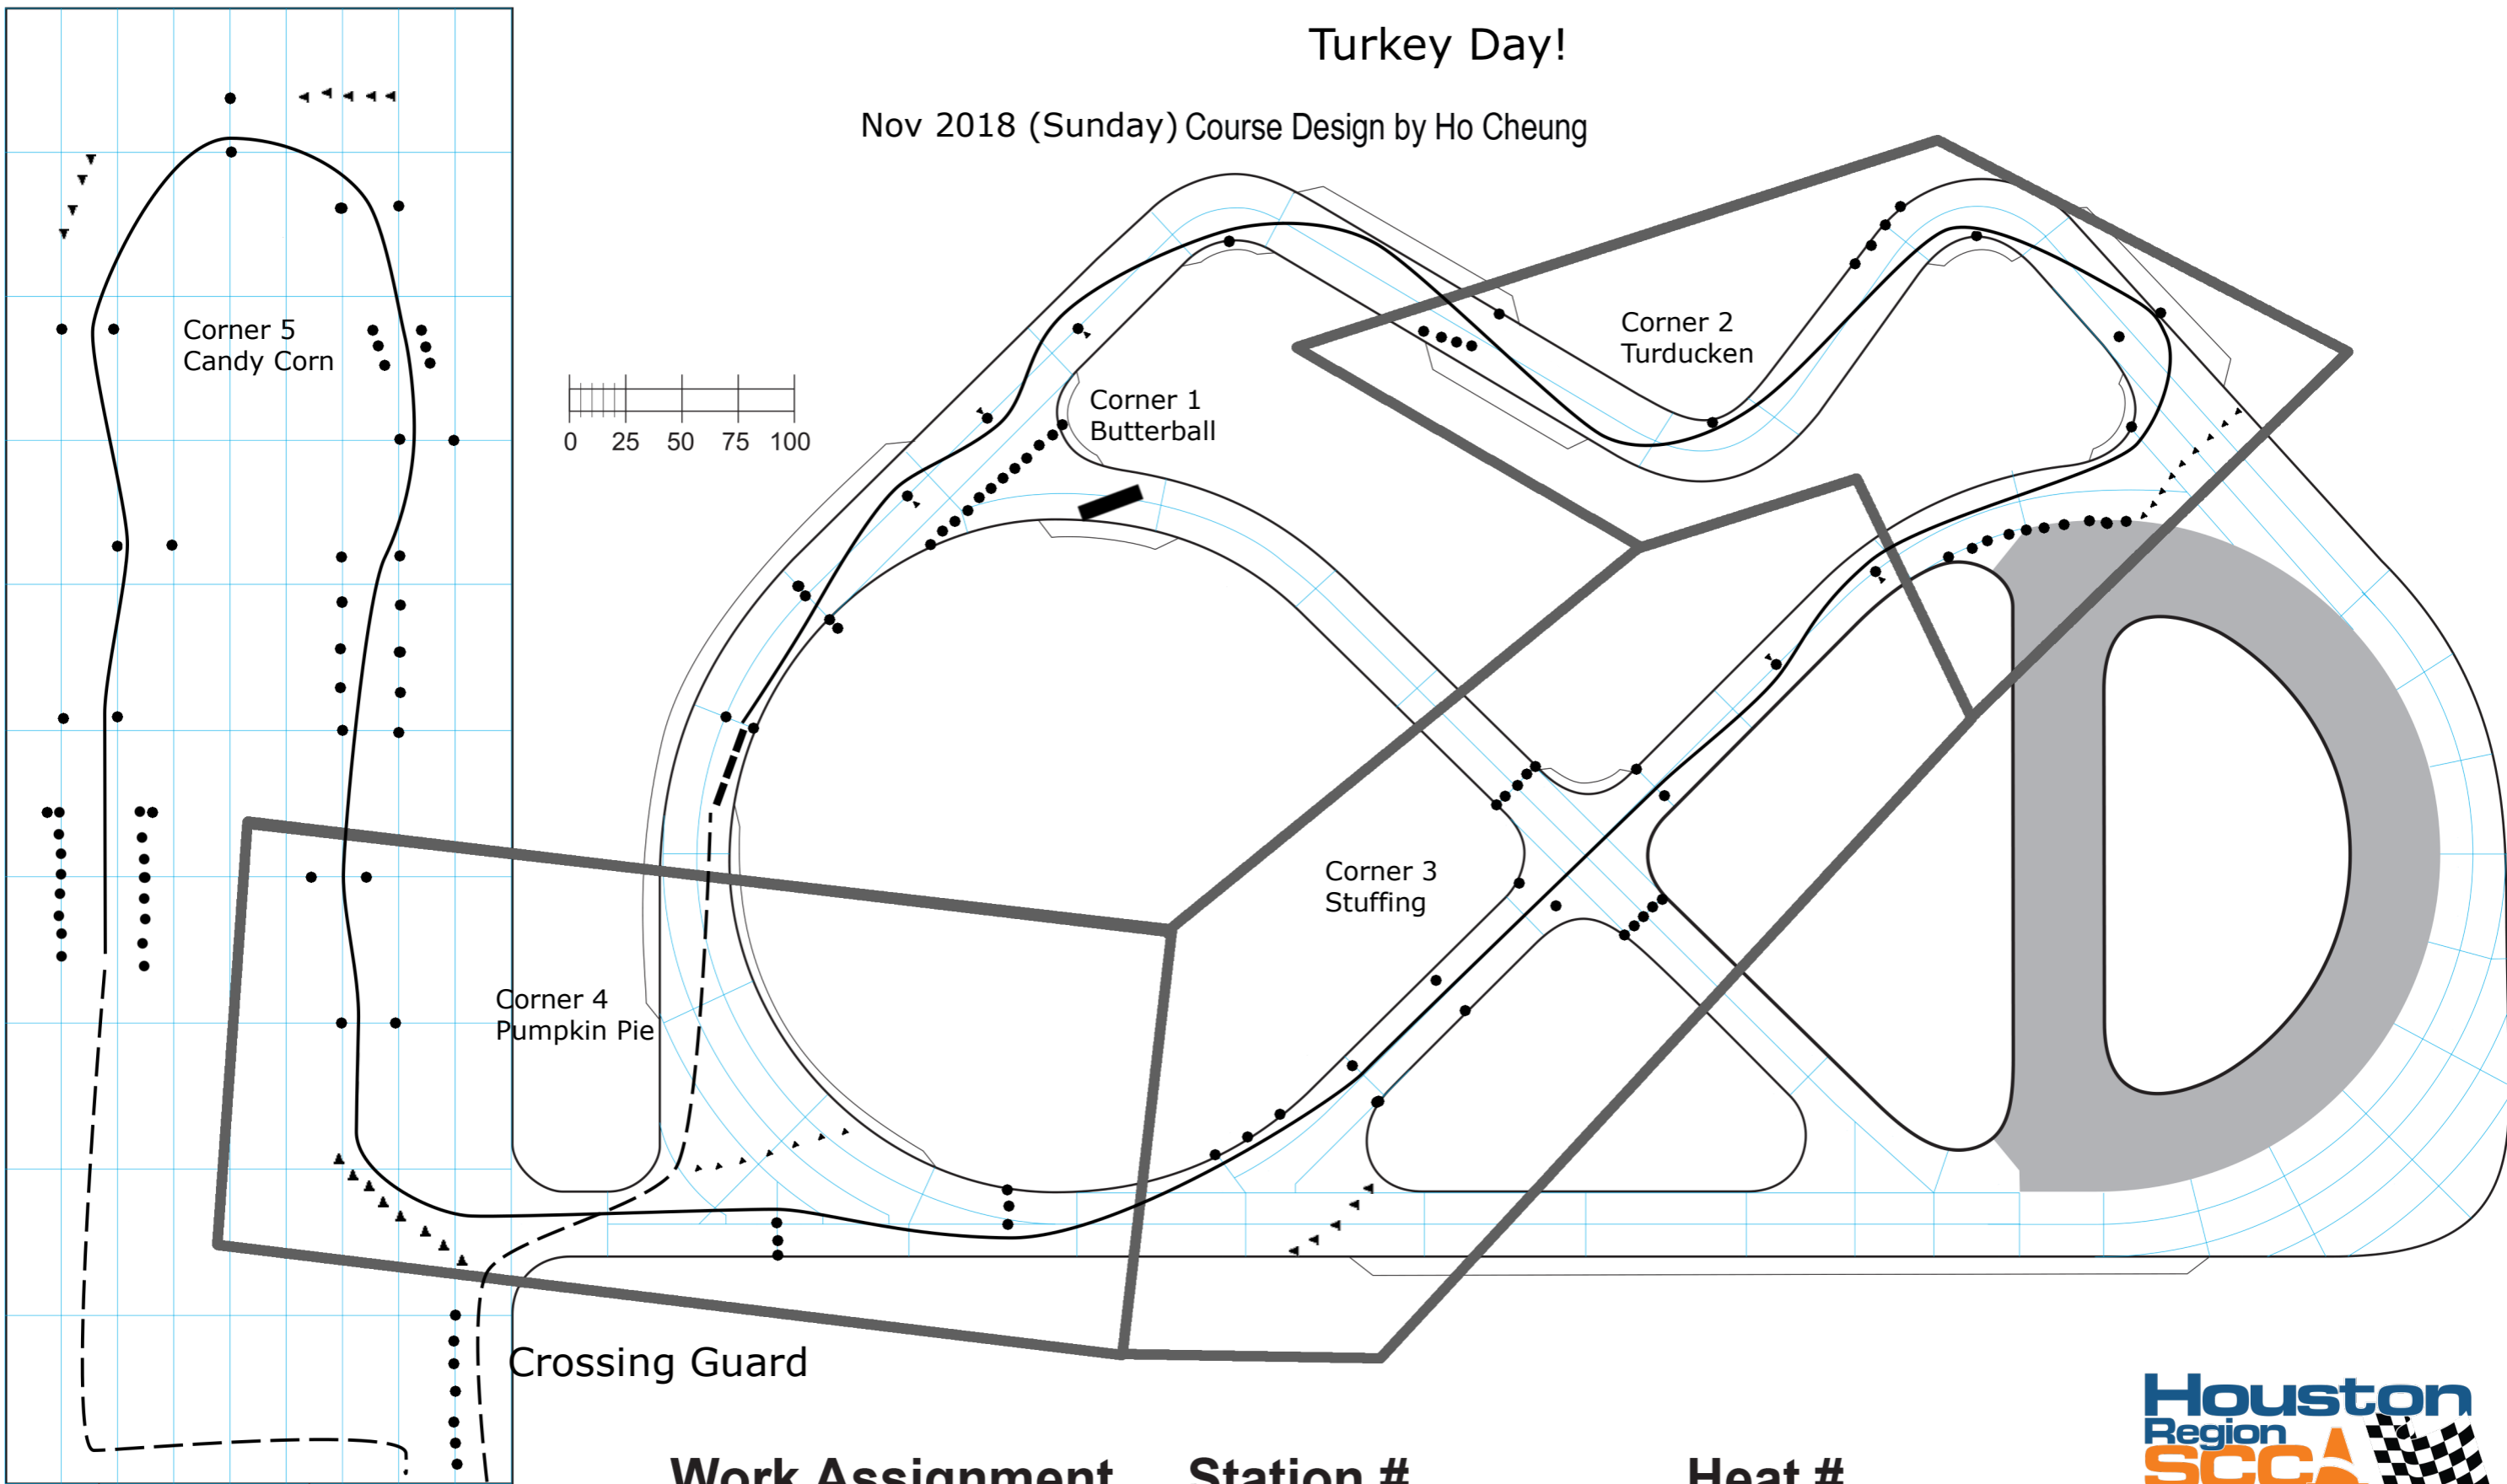 Turkey Day!
Nov 2018 (Sunday) Course Design by Ho Cheung
Corner 5
Candy Corn
Corner 2
Turducken
0 25 50 75 100
Corner 1
Butterball
Corner 3
Stuffing
Corner 4
Pumpkin Pie
Crossing Guard
Houston
Region
SCCA
Work Assignment Station # Heat #